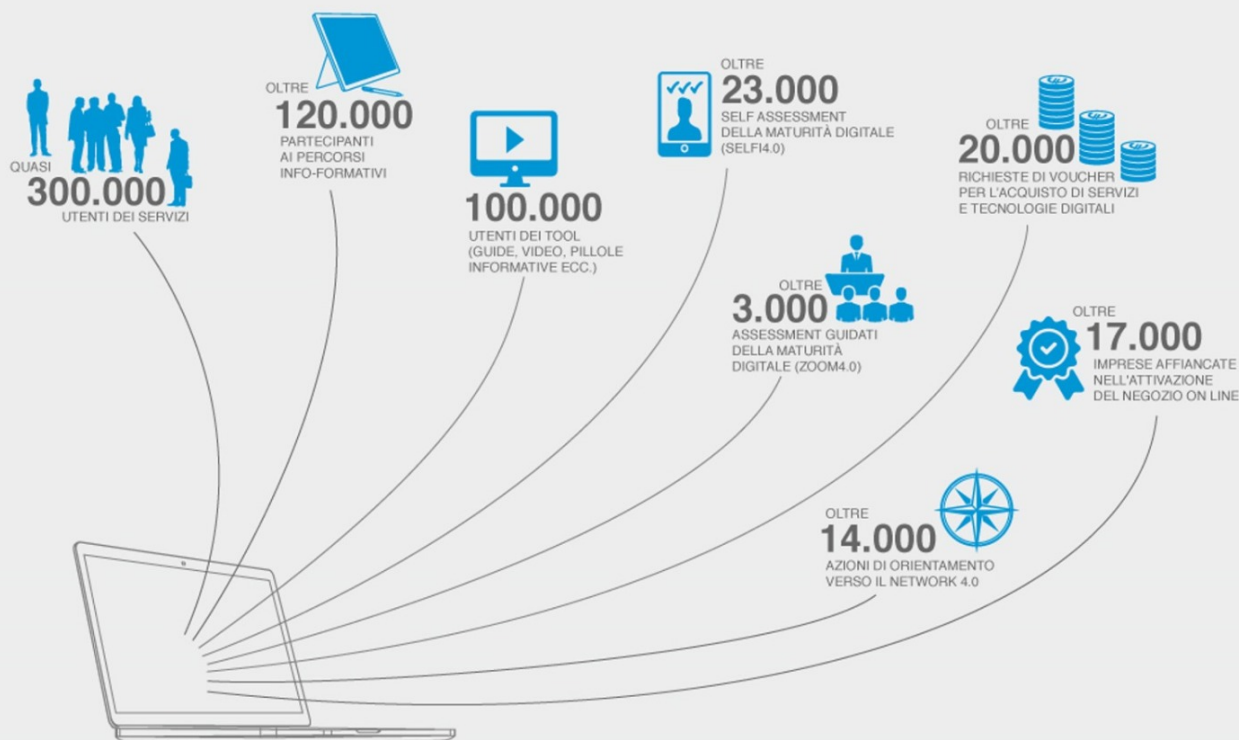 QUASI
300.000
UTENTI DEI SERVIZI
OLTRE
120.000
PARTECIPANTI
AI PERCORSI
INFO-FORMATIVI
100.000
UTENTI DEI TOOL
(GUIDE, VIDEO, PILLOLE
INFORMATIVE ECC.)
OLTRE
23.000
SELF ASSESSMENT
DELLA MATURITÀ DIGITALE
(SELFI4.0)
OLTRE
3.000
ASSESSMENT GUIDATI
DELLA MATURITÀ
DIGITALE (ZOOM4.0)
OLTRE
20.000
RICHIESTE DI VOUCHER
PER L'ACQUISTO DI SERVIZI
E TECNOLOGIE DIGITALI
OLTRE
17.000
IMPRESE AFFIANCATE
NELL'ATTIVAZIONE
DEL NEGOZIO ON LINE
OLTRE
14.000
AZIONI DI ORIENTAMENTO
VERSO IL NETWORK 4.0